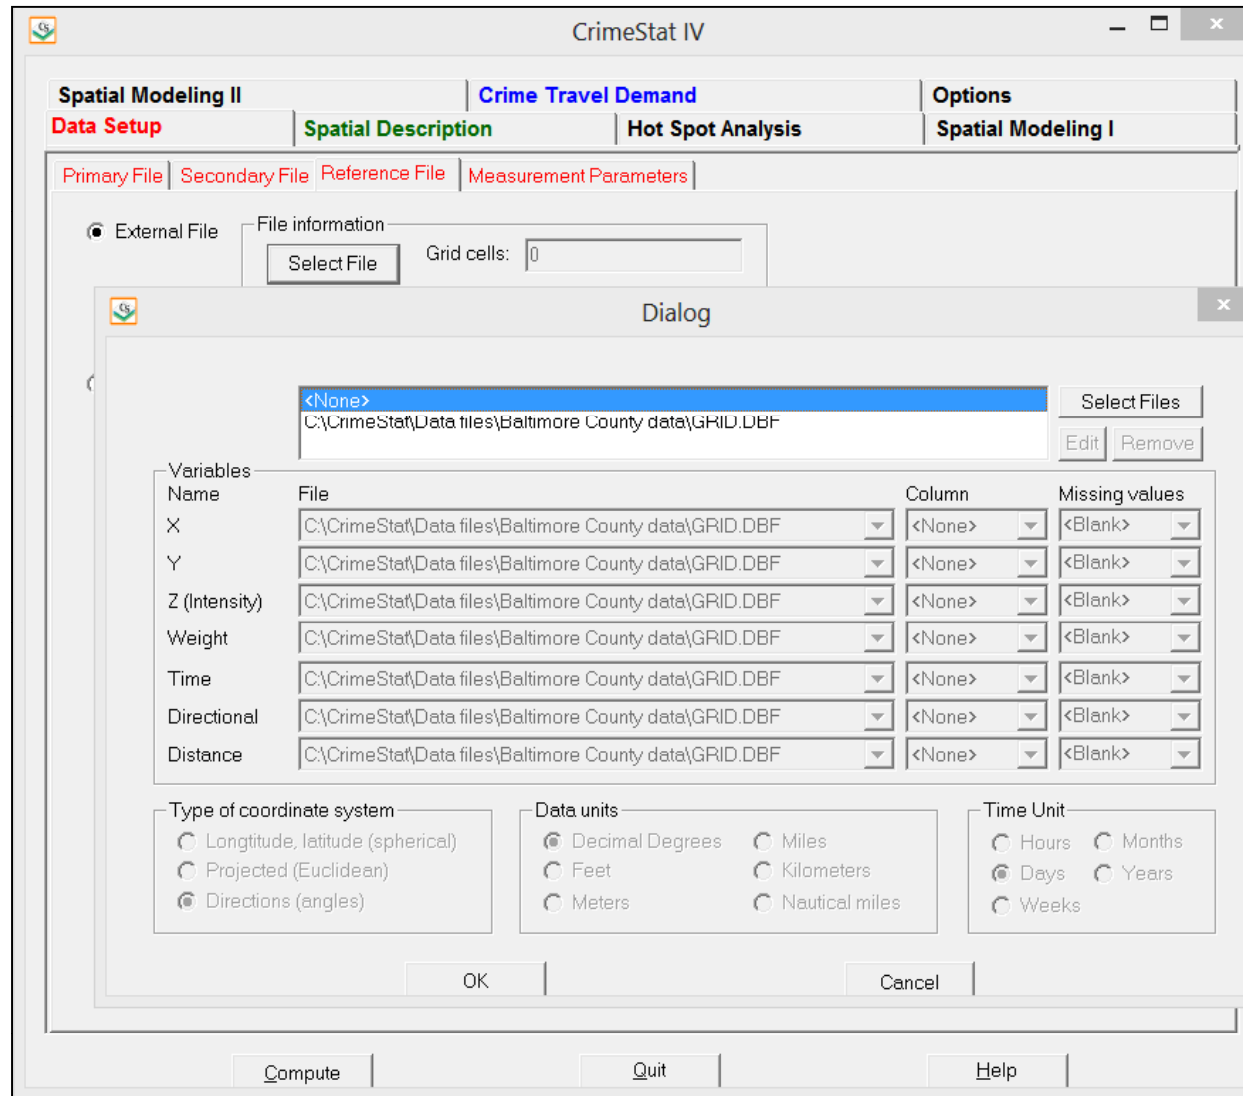 CrimeStat IV
Spatial Modeling II Crime Travel Demand Options
Data Setup Spatial Description Hot Spot Analysis Spatial Modeling I
Primary File Secondary File Reference File Measurement Parameters
External File File information
Select File Grid cells: 0
Dialog
<None> Select Files
C:\CrimeStat\Data files\Baltimore County data\GRID.DBF
Edit Remove
Variables
Name File Column Missing values
X C:\CrimeStat\Data files\Baltimore County data\GRID.DBF <None> <Blank>
Y C:\CrimeStat\Data files\Baltimore County data\GRID.DBF <None> <Blank>
Z (Intensity) C:\CrimeStat\Data files\Baltimore County data\GRID.DBF <None> <Blank>
Weight C:\CrimeStat\Data files\Baltimore County data\GRID.DBF <None> <Blank>
Time C:\CrimeStat\Data files\Baltimore County data\GRID.DBF <None> <Blank>
Directional C:\CrimeStat\Data files\Baltimore County data\GRID.DBF <None> <Blank>
Distance C:\CrimeStat\Data files\Baltimore County data\GRID.DBF <None> <Blank>
Type of coordinate system Data units Time Unit
Longtitude, latitude (spherical) Decimal Degrees Miles Hours Months
Projected (Euclidean) Feet Kilometers Days Years
Directions (angles) Meters Nautical miles Weeks
OK Cancel
Compute Quit Help